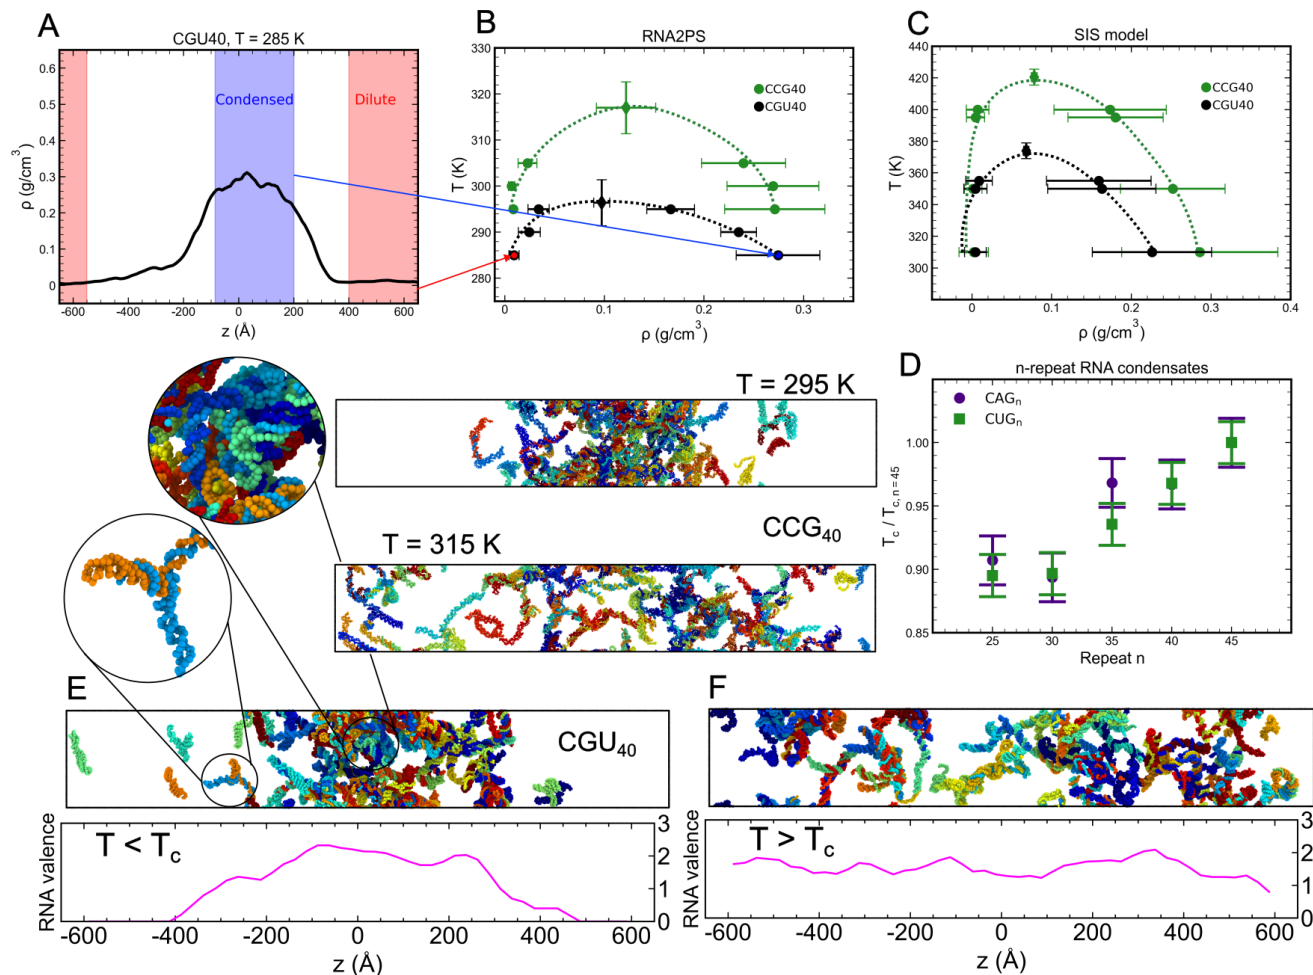 A
CGU40, T = 285 K
Condensed
Dilute
ρ (g/cm³)
0.6
0.5
0.4
0.3
0.2
0.1
0
-600 -400 -200 0 200 400 600
z (Å)
B
RNA2PS
CCG40
CGU40
T (K)
330
320
310
300
290
280
0 0.1 0.2 0.3
ρ (g/cm³)
C
SIS model
CCG40
CGU40
T (K)
440
420
400
380
360
340
320
300
0 0.1 0.2 0.3 0.4
ρ (g/cm³)
T = 295 K
CCG₄₀
T = 315 K
D
n-repeat RNA condensates
CAGₙ
CUGₙ
T_c / T_c, n = 45
1.00
0.95
0.90
0.85
25 30 35 40 45
Repeat n
E
CGU₄₀
T < T_c
RNA valence
3
2
1
0
-600 -400 -200 0 200 400 600
z (Å)
F
T > T_c
RNA valence
3
2
1
0
-600 -400 -200 0 200 400 600
z (Å)